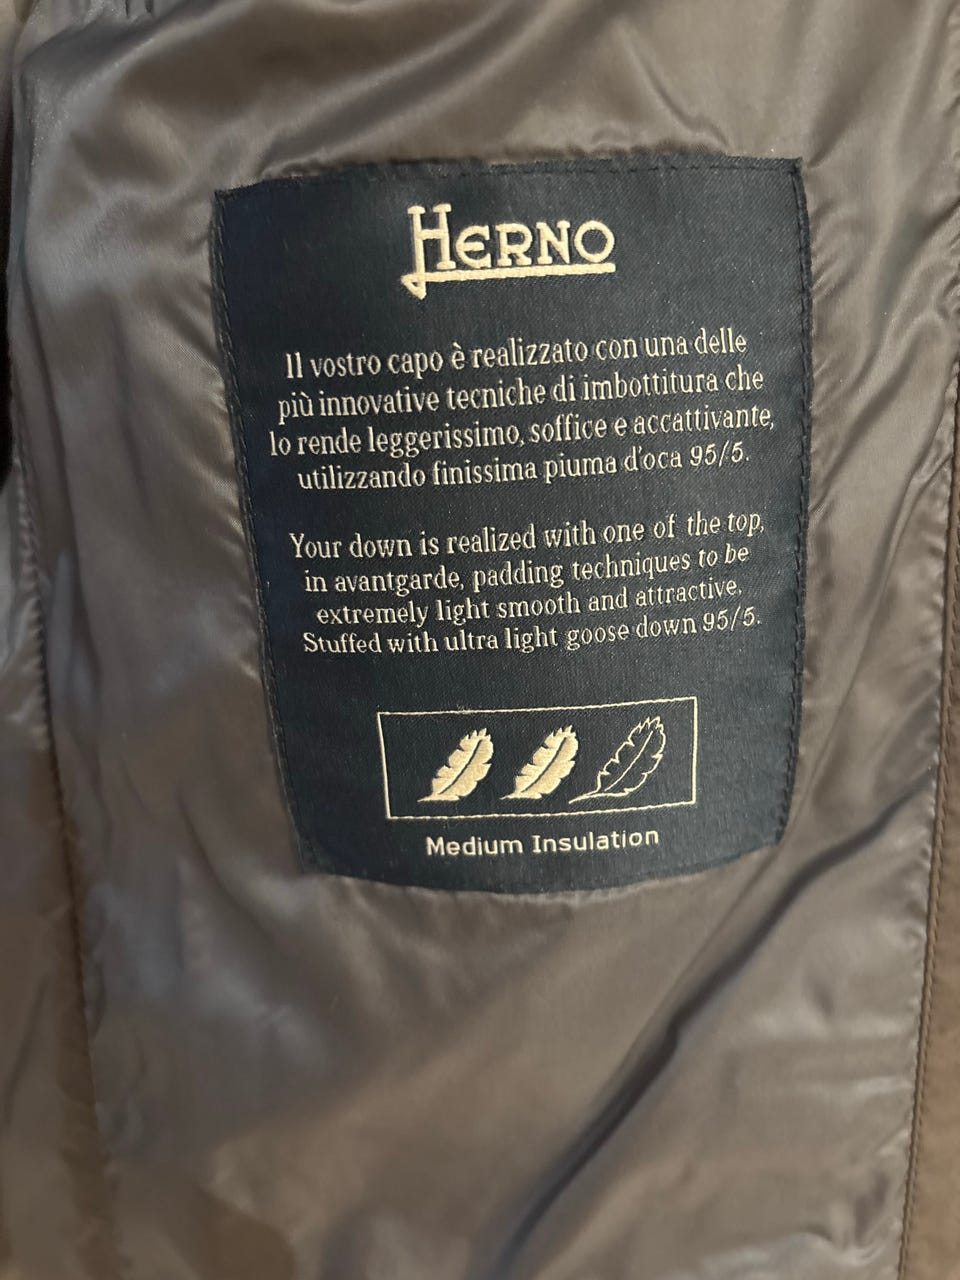 HERNO
Il vostro capo è realizzato con una delle
più innovative tecniche di imbottitura che
lo rende leggerissimo, soffice e accattivante,
utilizzando finissima piuma d'oca 95/5.
Your down is realized with one of the top,
in avantgarde, padding techniques to be
extremely light smooth and attractive.
Stuffed with ultra light goose down 95/5.
Medium Insulation